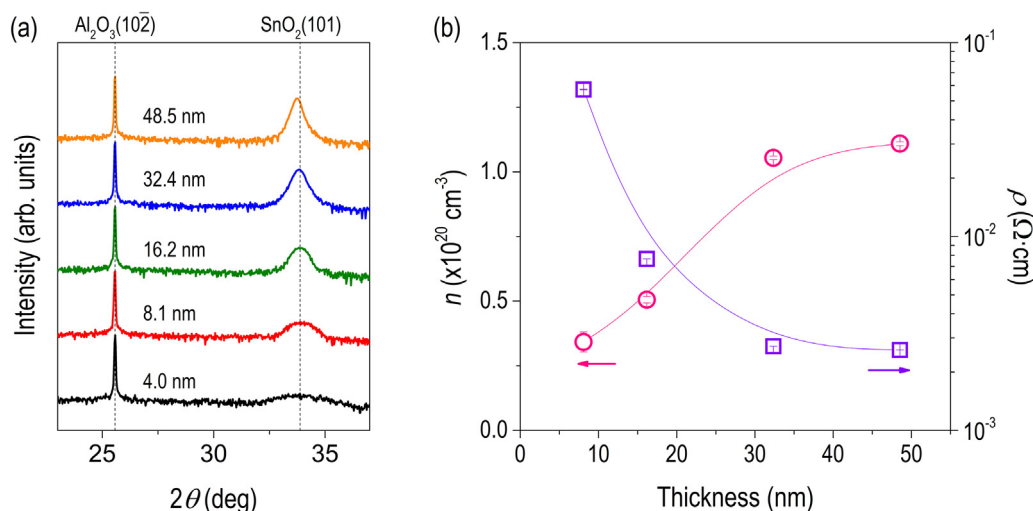 (a)
Al₂O₃(102̅)
SnO₂(101)
48.5 nm
32.4 nm
16.2 nm
8.1 nm
4.0 nm
Intensity (arb. units)
25 30 35
2θ (deg)
(b)
1.5
1.0
0.5
0.0
n (x10²⁰ cm⁻³)
10⁻¹
10⁻²
10⁻³
ρ (Ω·cm)
0 10 20 30 40 50
Thickness (nm)